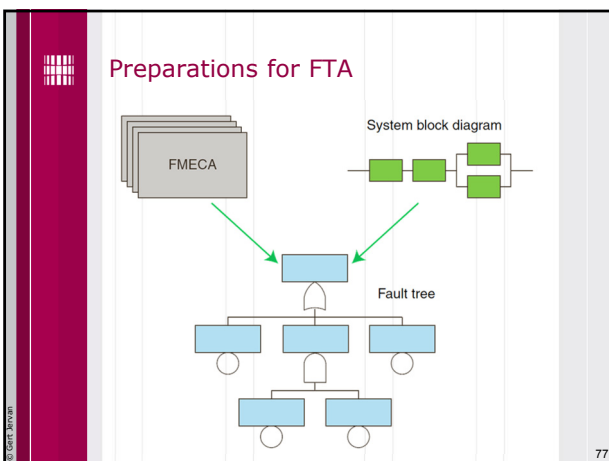 Preparations for FTA
System block diagram
FMECA
Fault tree
© Gert Jervan
77